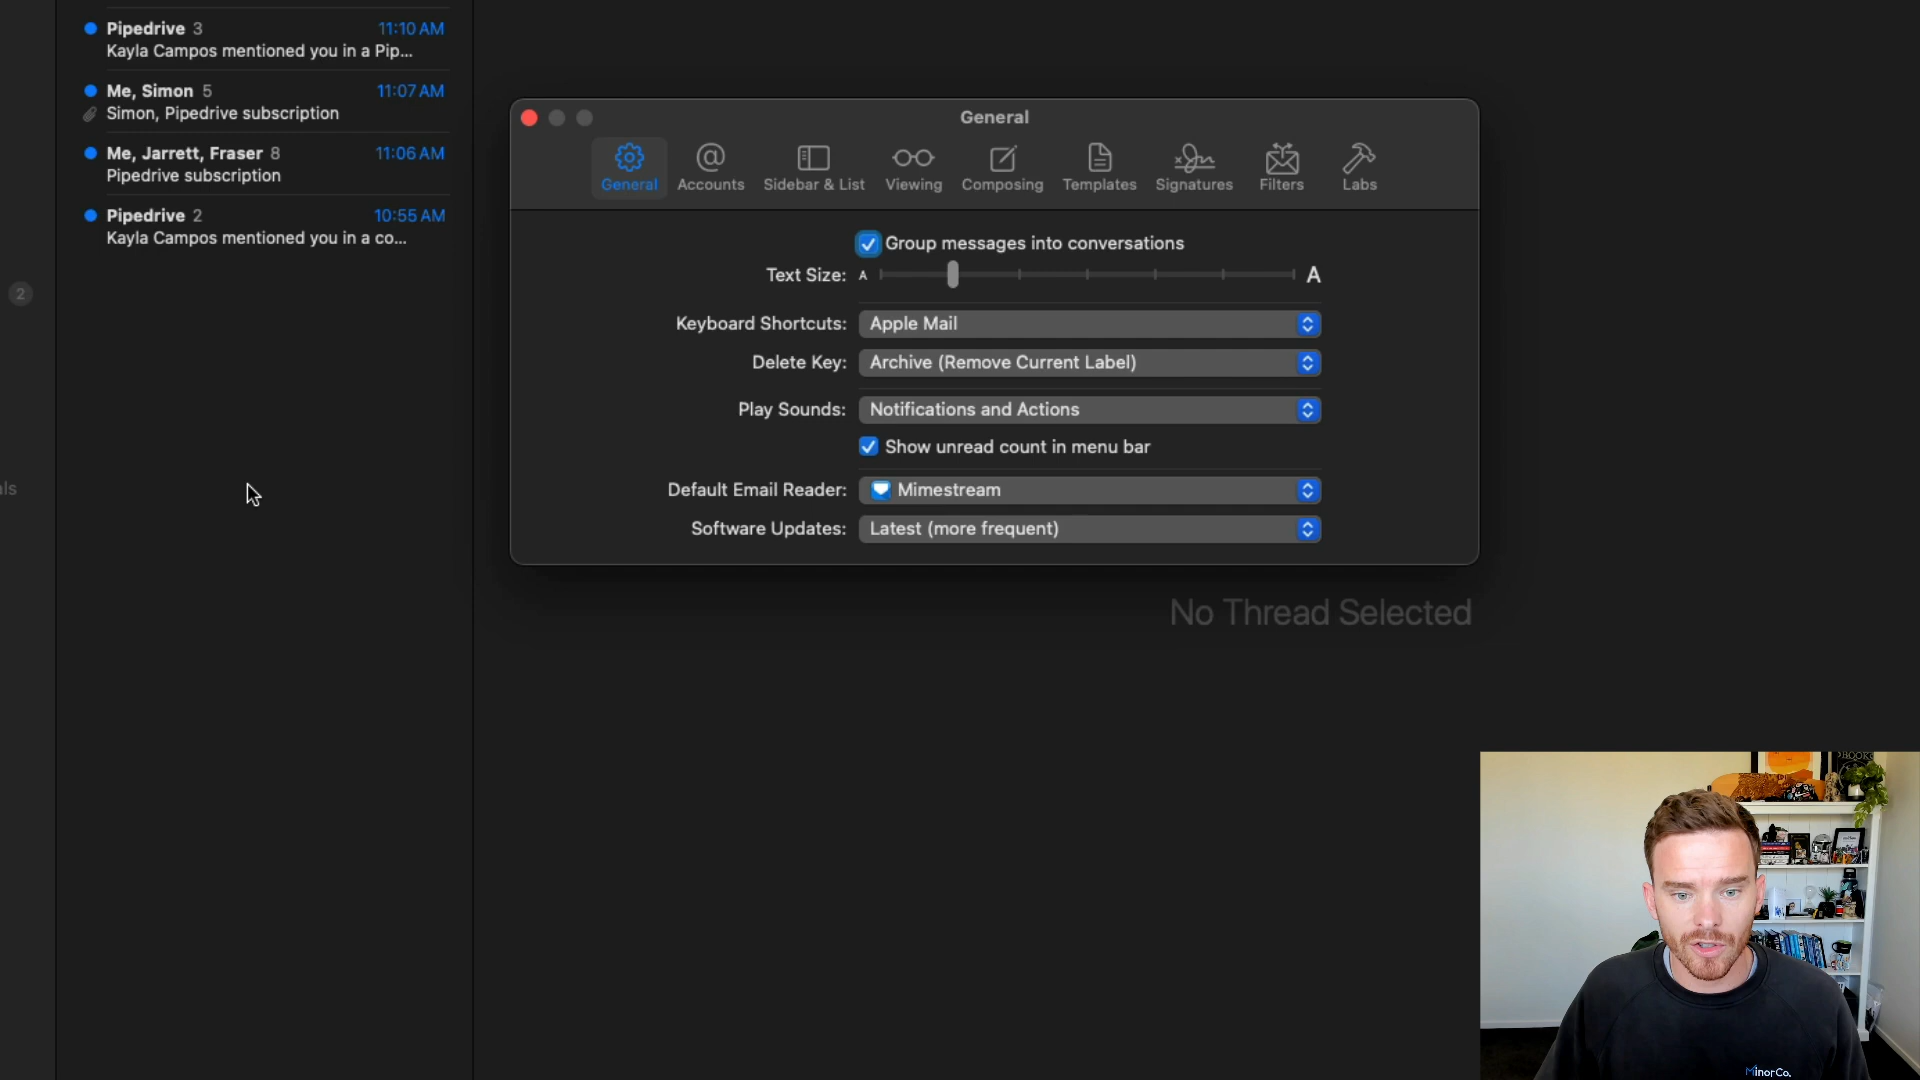 Pipedrive 3 11:10 AM
Kayla Campos mentioned you in a Pip...
Me, Simon 5 11:07 AM
Simon, Pipedrive subscription
Me, Jarrett, Fraser 8 11:06 AM
Pipedrive subscription
Pipedrive 2 10:55 AM
Kayla Campos mentioned you in a co...
2
als
General
General Accounts Sidebar & List Viewing Composing Templates Signatures Filters Labs
Group messages into conversations
Text Size: A A
Keyboard Shortcuts: Apple Mail
Delete Key: Archive (Remove Current Label)
Play Sounds: Notifications and Actions
Show unread count in menu bar
Default Email Reader: Mimestream
Software Updates: Latest (more frequent)
No Thread Selected
MinorCo.